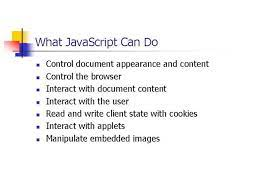 What JavaScript Can Do
Control document appearance and content
Control the browser
Interact with document content
Interact with the user
Read and write client state with cookies
Interact with applets
Manipulate embedded images